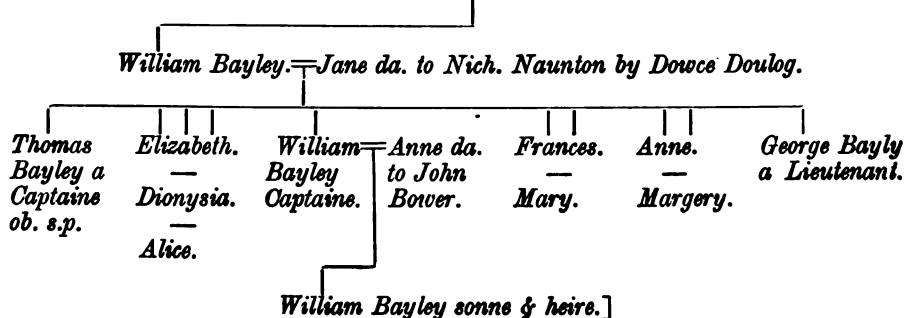 William Bayley.=Jane da. to Nich. Naunton by Dowce Doulog.
Thomas Elizabeth. William=Anne da. Frances. Anne. George Bayly
Bayley a — Bayley to John — — a Lieutenant.
Captaine Dionysia. Captaine. Bower. Mary. Margery.
ob. s.p. —
Alice.
William Bayley sonne & heire.]